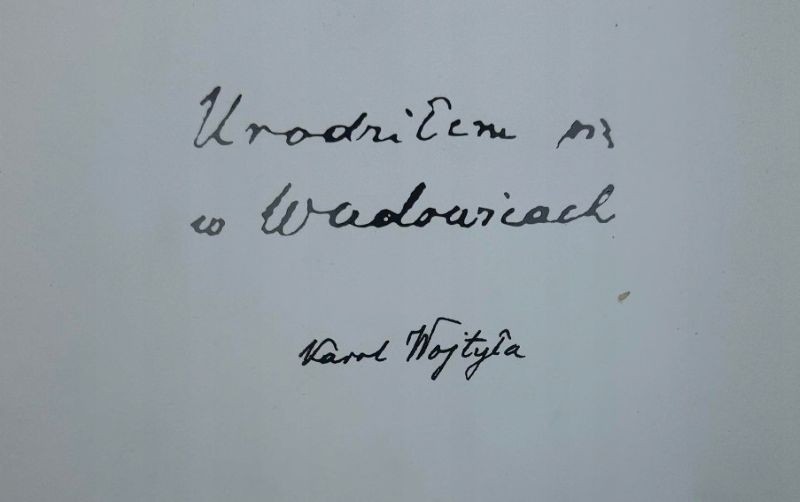 Urodziłem się
w Wadowicach
Karol Wojtyła